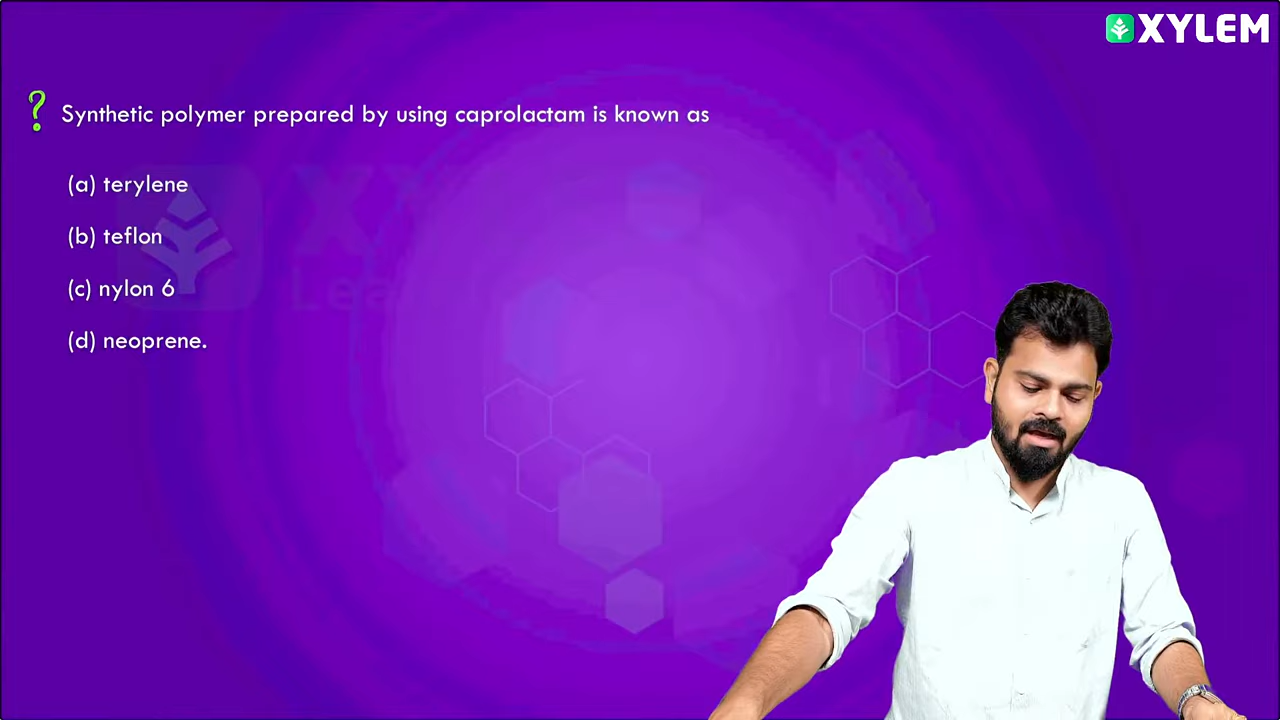 XYLEM
? Synthetic polymer prepared by using caprolactam is known as
(a) terylene
(b) teflon
(c) nylon 6
(d) neoprene.